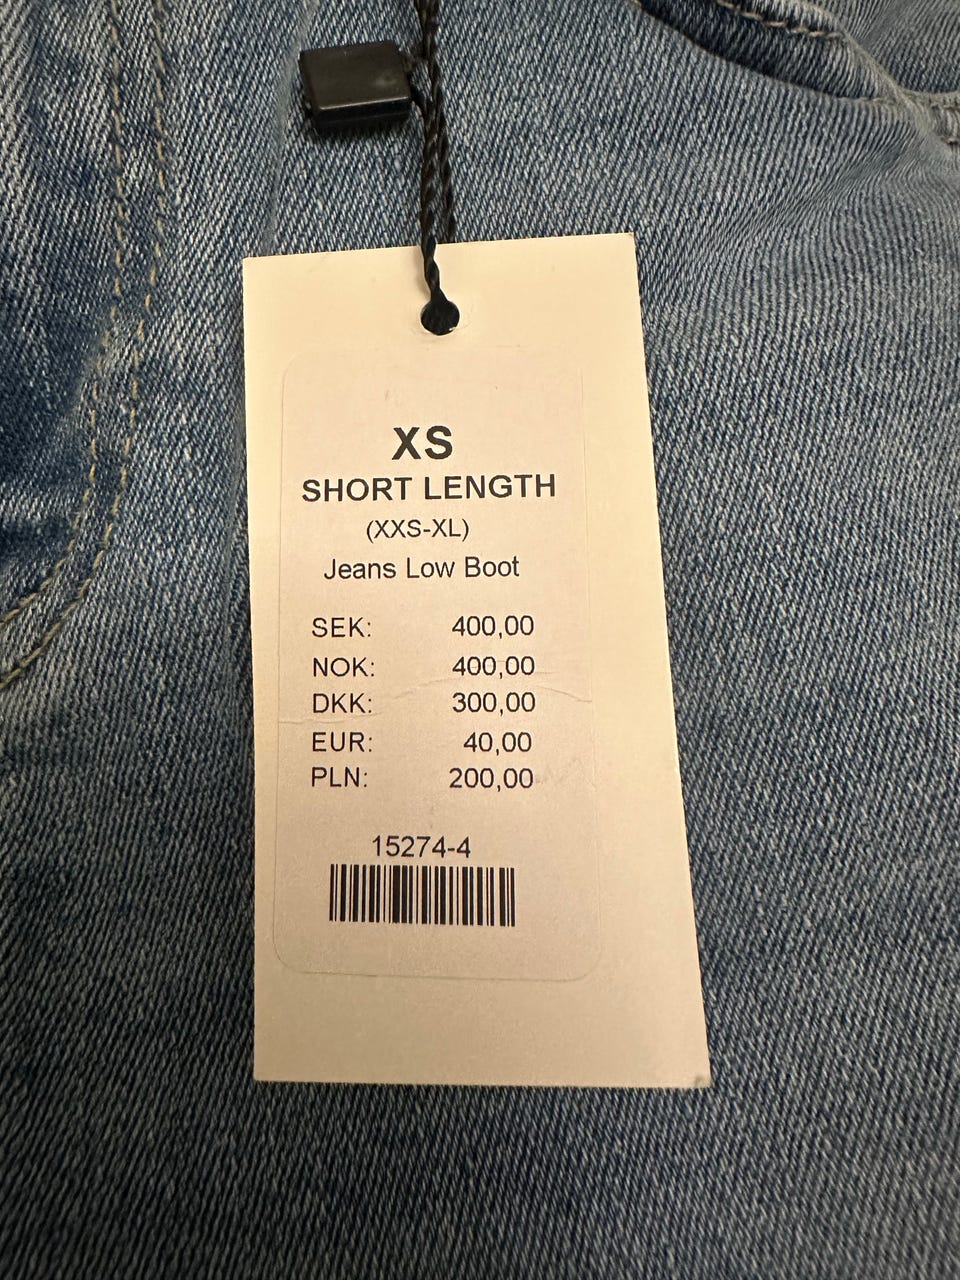 XS
SHORT LENGTH
(XXS-XL)
Jeans Low Boot
SEK: 400,00
NOK: 400,00
DKK: 300,00
EUR: 40,00
PLN: 200,00
15274-4